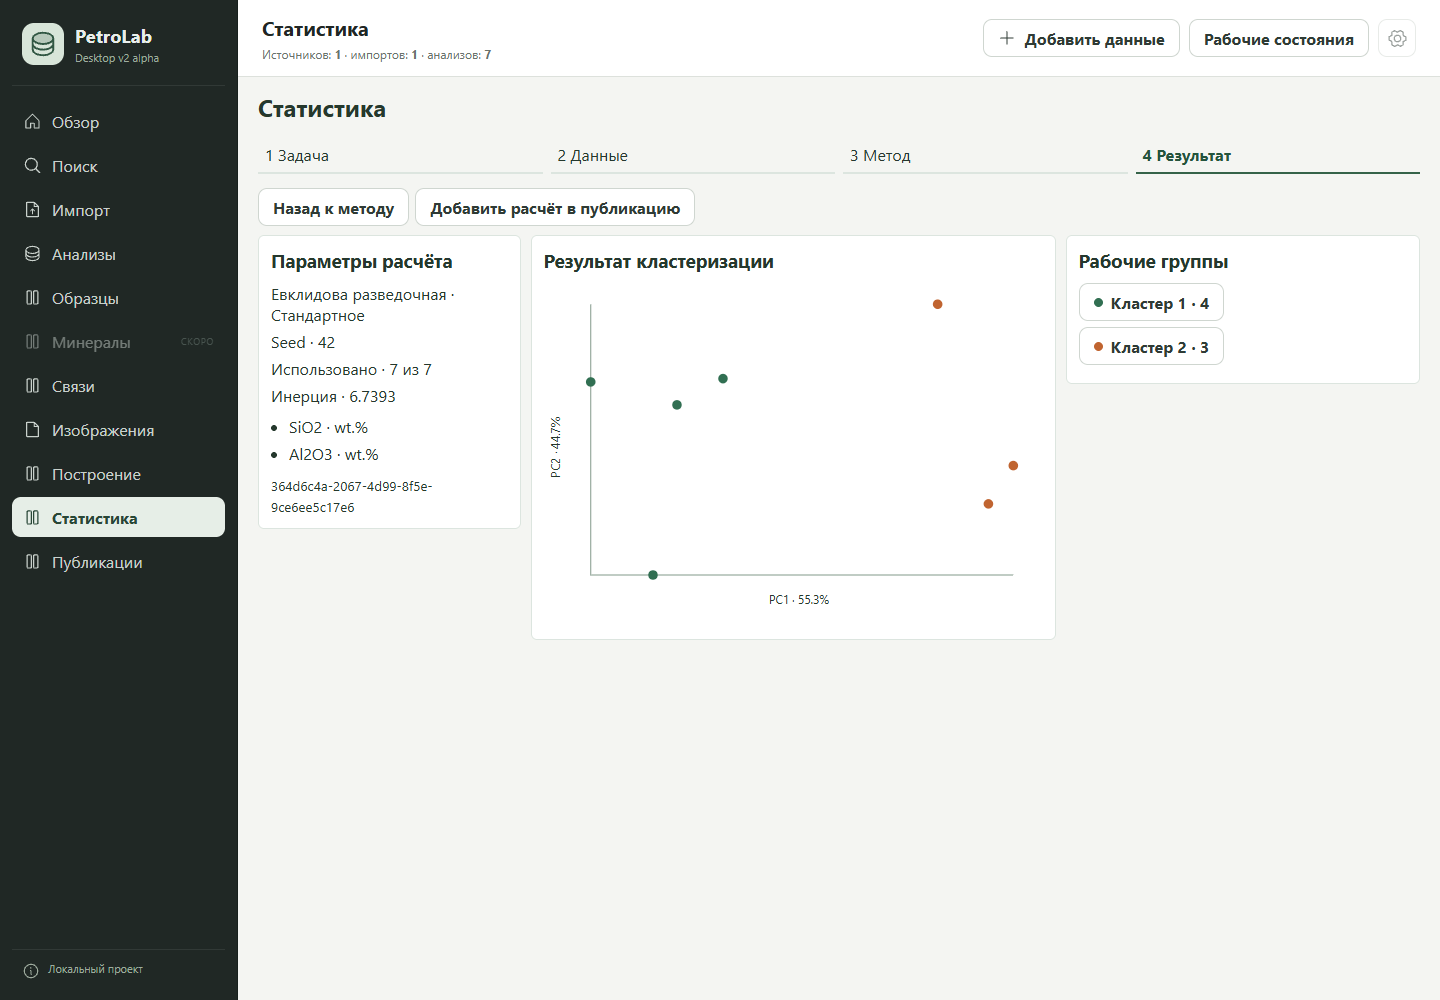 PetroLab
Desktop v2 alpha
Обзор
Поиск
Импорт
Анализы
Образцы
Минералы СКОРО
Связи
Изображения
Построение
Статистика
Публикации
Локальный проект
Статистика
Источников: 1 · импортов: 1 · анализов: 7
Добавить данные
Рабочие состояния
Статистика
1 Задача
2 Данные
3 Метод
4 Результат
Назад к методу
Добавить расчёт в публикацию
Параметры расчёта
Евклидова разведочная ·
Стандартное
Seed · 42
Использовано · 7 из 7
Инерция · 6.7393
• SiO2 · wt.%
• Al2O3 · wt.%
364d6c4a-2067-4d99-8f5e-
9ce6ee5c17e6
Результат кластеризации
PC2 · 44.7%
PC1 · 55.3%
Рабочие группы
Кластер 1 · 4
Кластер 2 · 3